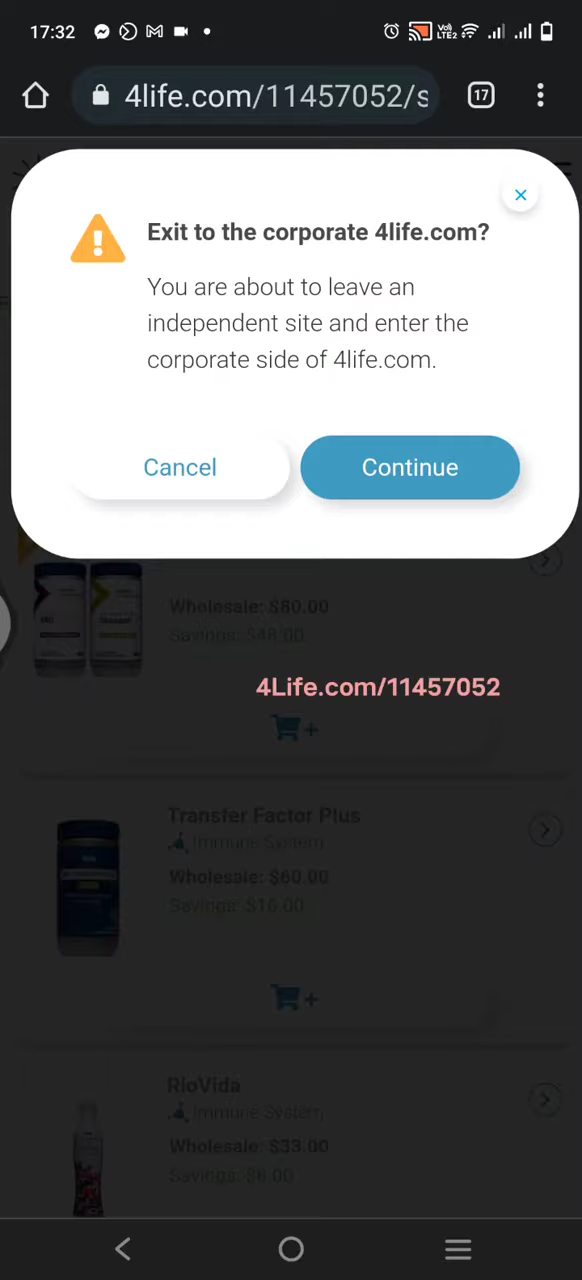 17:32
17
4life.com/11457052/s
Exit to the corporate 4life.com?
You are about to leave an
independent site and enter the
corporate side of 4life.com.
Cancel
Continue
Wholesale: $80.00
Savings: $48.00
4Life.com/11457052
Transfer Factor Plus
Immune System
Wholesale: $60.00
Savings: $16.00
RioVida
Immune System
Wholesale: $33.00
Savings: $6.00